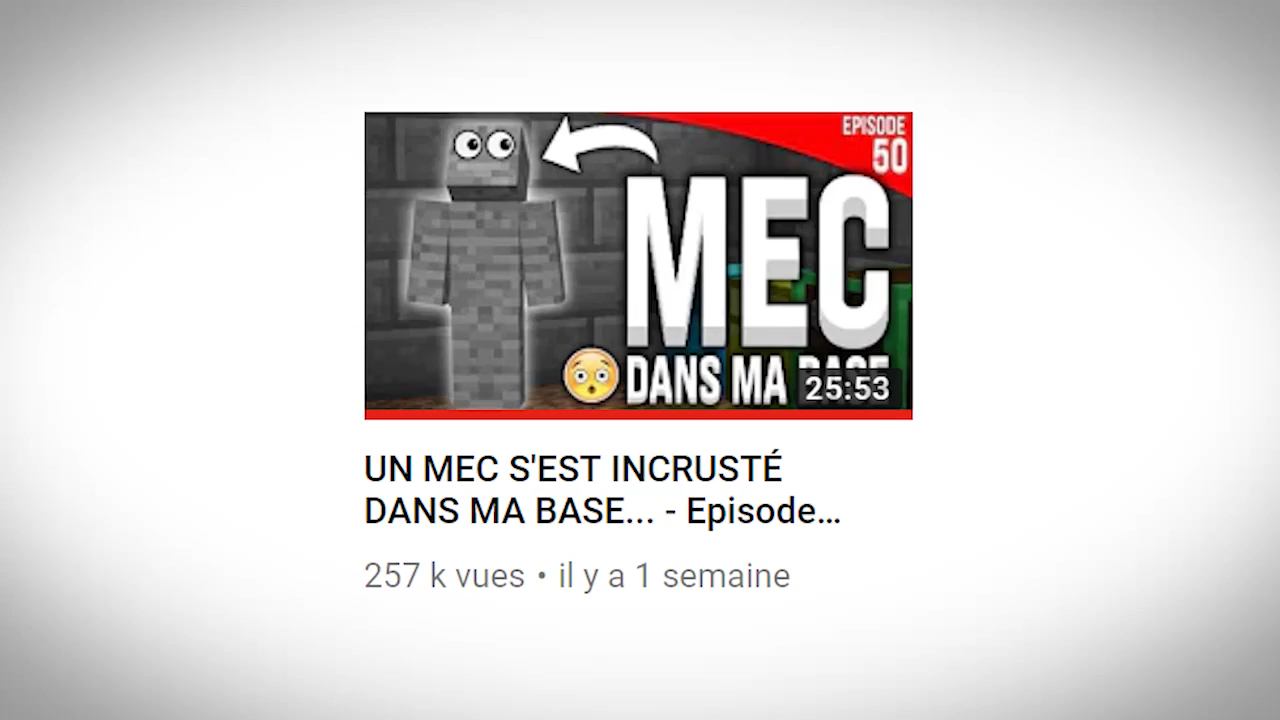 EPISODE
50
MEC
DANS MA BASE
25:53
UN MEC S'EST INCRUSTÉ
DANS MA BASE... - Episode...
257 k vues • il y a 1 semaine